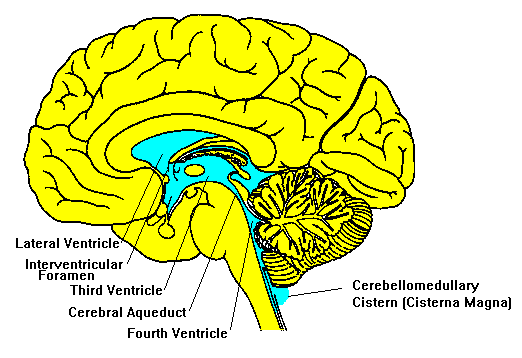 Lateral Ventricle
Interventricular
Foramen
Third Ventricle
Cerebral Aqueduct
Fourth Ventricle
Cerebellomedullary
Cistern (Cisterna Magna)